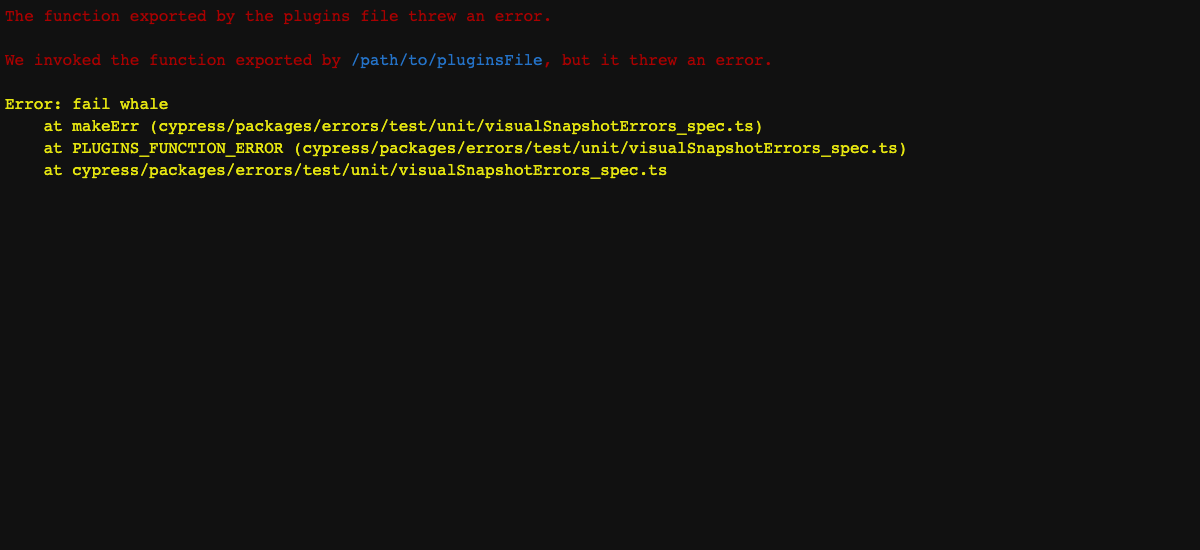 The function exported by the plugins file threw an error.
We invoked the function exported by /path/to/pluginsFile, but it threw an error.
Error: fail whale
    at makeErr (cypress/packages/errors/test/unit/visualSnapshotErrors_spec.ts)
    at PLUGINS_FUNCTION_ERROR (cypress/packages/errors/test/unit/visualSnapshotErrors_spec.ts)
    at cypress/packages/errors/test/unit/visualSnapshotErrors_spec.ts